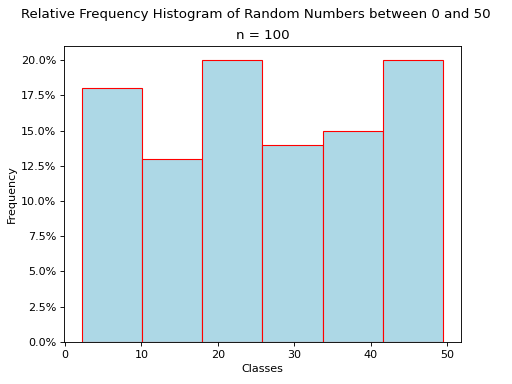 Relative Frequency Histogram of Random Numbers between 0 and 50
n = 100
20.0%
17.5%
15.0%
12.5%
10.0%
7.5%
5.0%
2.5%
0.0%
Frequency
0 10 20 30 40 50
Classes